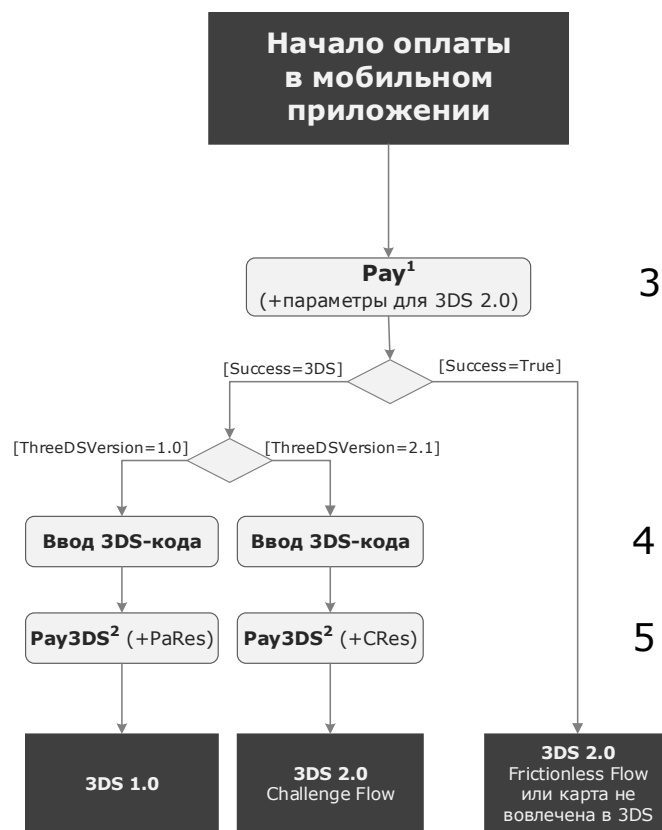 Начало оплаты
в мобильном
приложении
Pay¹
(+параметры для 3DS 2.0)
3
[Success=3DS]
[Success=True]
[ThreeDSVersion=1.0]
[ThreeDSVersion=2.1]
Ввод 3DS-кода
Ввод 3DS-кода
4
Pay3DS² (+PaRes)
Pay3DS² (+CRes)
5
3DS 1.0
3DS 2.0
Challenge Flow
3DS 2.0
Frictionless Flow
или карта не
вовлечена в 3DS